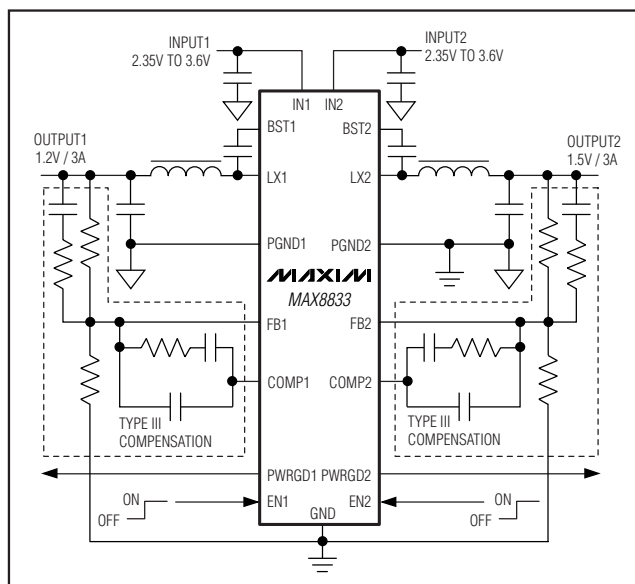 INPUT1
2.35V TO 3.6V
INPUT2
2.35V TO 3.6V
IN1
IN2
BST1
BST2
OUTPUT1
1.2V / 3A
OUTPUT2
1.5V / 3A
LX1
LX2
PGND1
PGND2
MAXIM
MAX8833
FB1
FB2
COMP1
COMP2
TYPE III
COMPENSATION
TYPE III
COMPENSATION
PWRGD1
PWRGD2
ON
OFF
EN1
EN2
ON
OFF
GND